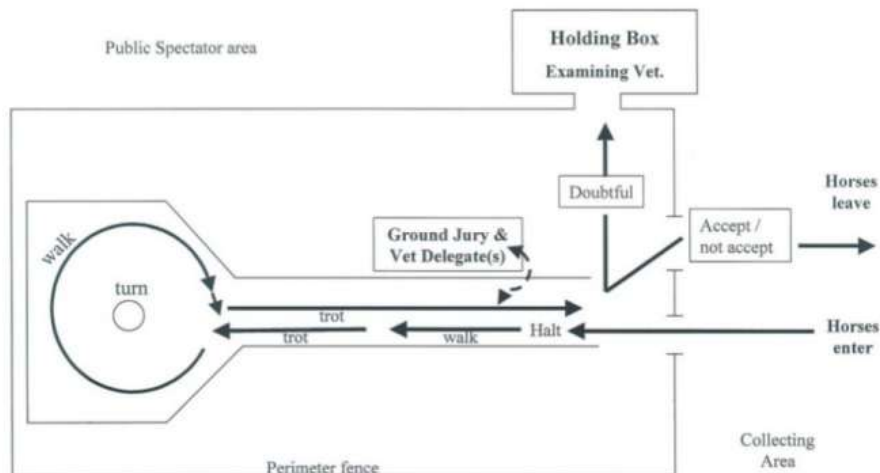 Public Spectator area
Holding Box
Examining Vet.
Doubtful
Horses
leave
Accept /
not accept
Ground Jury &
Vet Delegate(s)
walk
turn
trot
trot
walk
Halt
Horses
enter
Collecting
Area
Perimeter fence